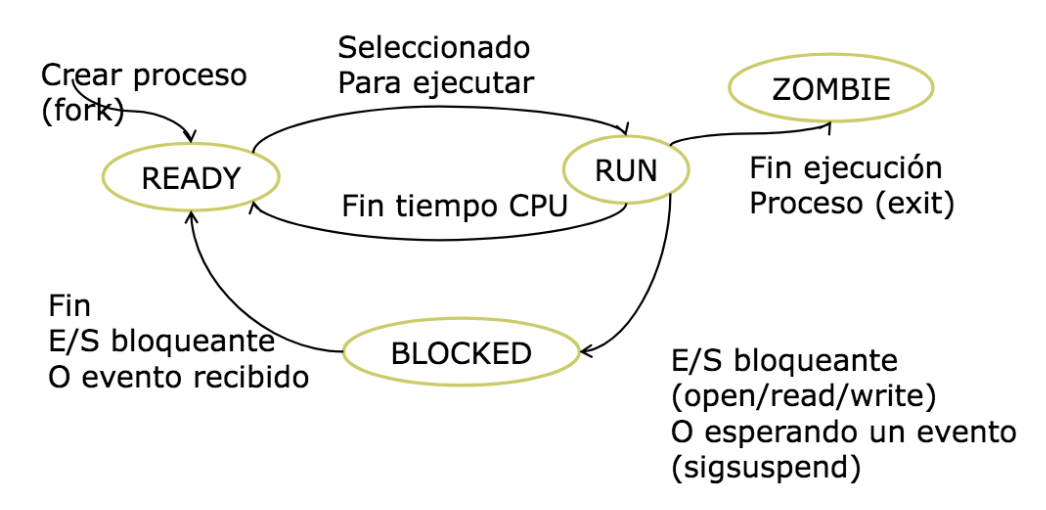 Seleccionado
Para ejecutar
Crear proceso
(fork)
ZOMBIE
READY
RUN
Fin ejecución
Proceso (exit)
Fin tiempo CPU
Fin
E/S bloqueante
O evento recibido
BLOCKED
E/S bloqueante
(open/read/write)
O esperando un evento
(sigsuspend)